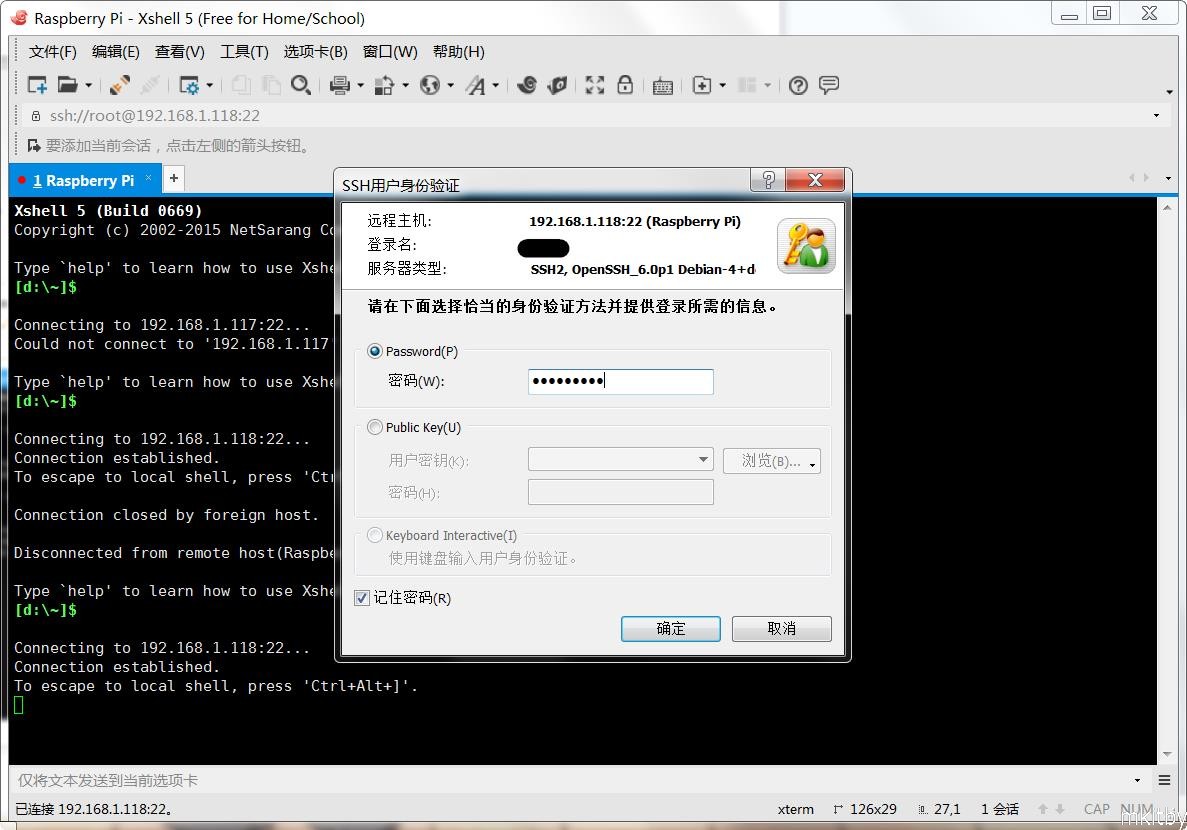 Raspberry Pi - Xshell 5 (Free for Home/School)
文件(F) 编辑(E) 查看(V) 工具(T) 选项卡(B) 窗口(W) 帮助(H)
ssh://root@192.168.1.118:22
要添加当前会话，点击左侧的箭头按钮。
1 Raspberry Pi
Xshell 5 (Build 0669)
Copyright (c) 2002-2015 NetSarang Co
Type `help' to learn how to use Xshe
[d:\~]$
Connecting to 192.168.1.117:22...
Could not connect to '192.168.1.117'
Type `help' to learn how to use Xshe
[d:\~]$
Connecting to 192.168.1.118:22...
Connection established.
To escape to local shell, press 'Ctr
Connection closed by foreign host.
Disconnected from remote host(Raspbe
Type `help' to learn how to use Xshe
[d:\~]$
Connecting to 192.168.1.118:22...
Connection established.
To escape to local shell, press 'Ctrl+Alt+]'.
SSH用户身份验证
远程主机: 192.168.1.118:22 (Raspberry Pi)
登录名:
服务器类型: SSH2, OpenSSH_6.0p1 Debian-4+d
请在下面选择恰当的身份验证方法并提供登录所需的信息。
Password(P)
密码(W): •••••••••
Public Key(U)
用户密钥(K): 浏览(B)...
密码(H):
Keyboard Interactive(I)
使用键盘输入用户身份验证。
记住密码(R)
确定 取消
仅将文本发送到当前选项卡
已连接 192.168.1.118:22。 xterm 126x29 27,1 1 会话 CAP NUM
mkitby